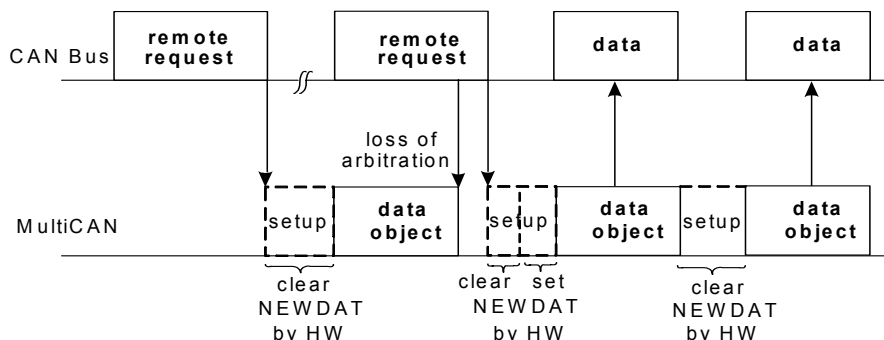 remote
request
remote
request
data
data
CAN Bus
loss of
arbitration
setup
data
object
setup
data
object
setup
data
object
MultiCAN
clear
NEWDAT
by HW
clear set
NEWDAT
by HW
clear
NEWDAT
by HW